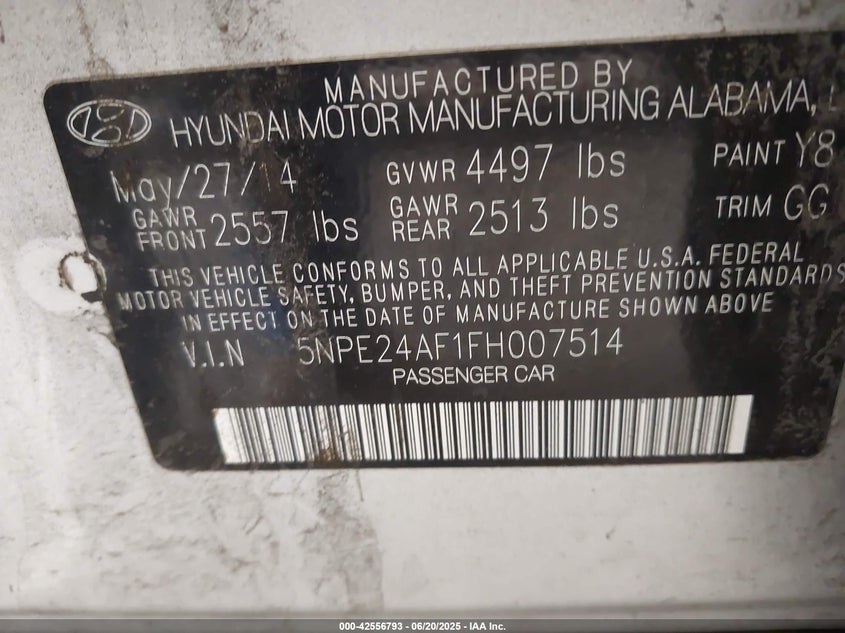 MANUFACTURED BY
HYUNDAI MOTOR MANUFACTURING ALABAMA,
May/27/14 GVWR 4497 lbs PAINT Y8
GAWR FRONT 2557 lbs GAWR REAR 2513 lbs TRIM GG
THIS VEHICLE CONFORMS TO ALL APPLICABLE U.S.A. FEDERAL
MOTOR VEHICLE SAFETY, BUMPER, AND THEFT PREVENTION STANDARDS
IN EFFECT ON THE DATE OF MANUFACTURE SHOWN ABOVE
V.I.N 5NPE24AF1FH007514
PASSENGER CAR
000-42556793 - 06/20/2025 - IAA Inc.